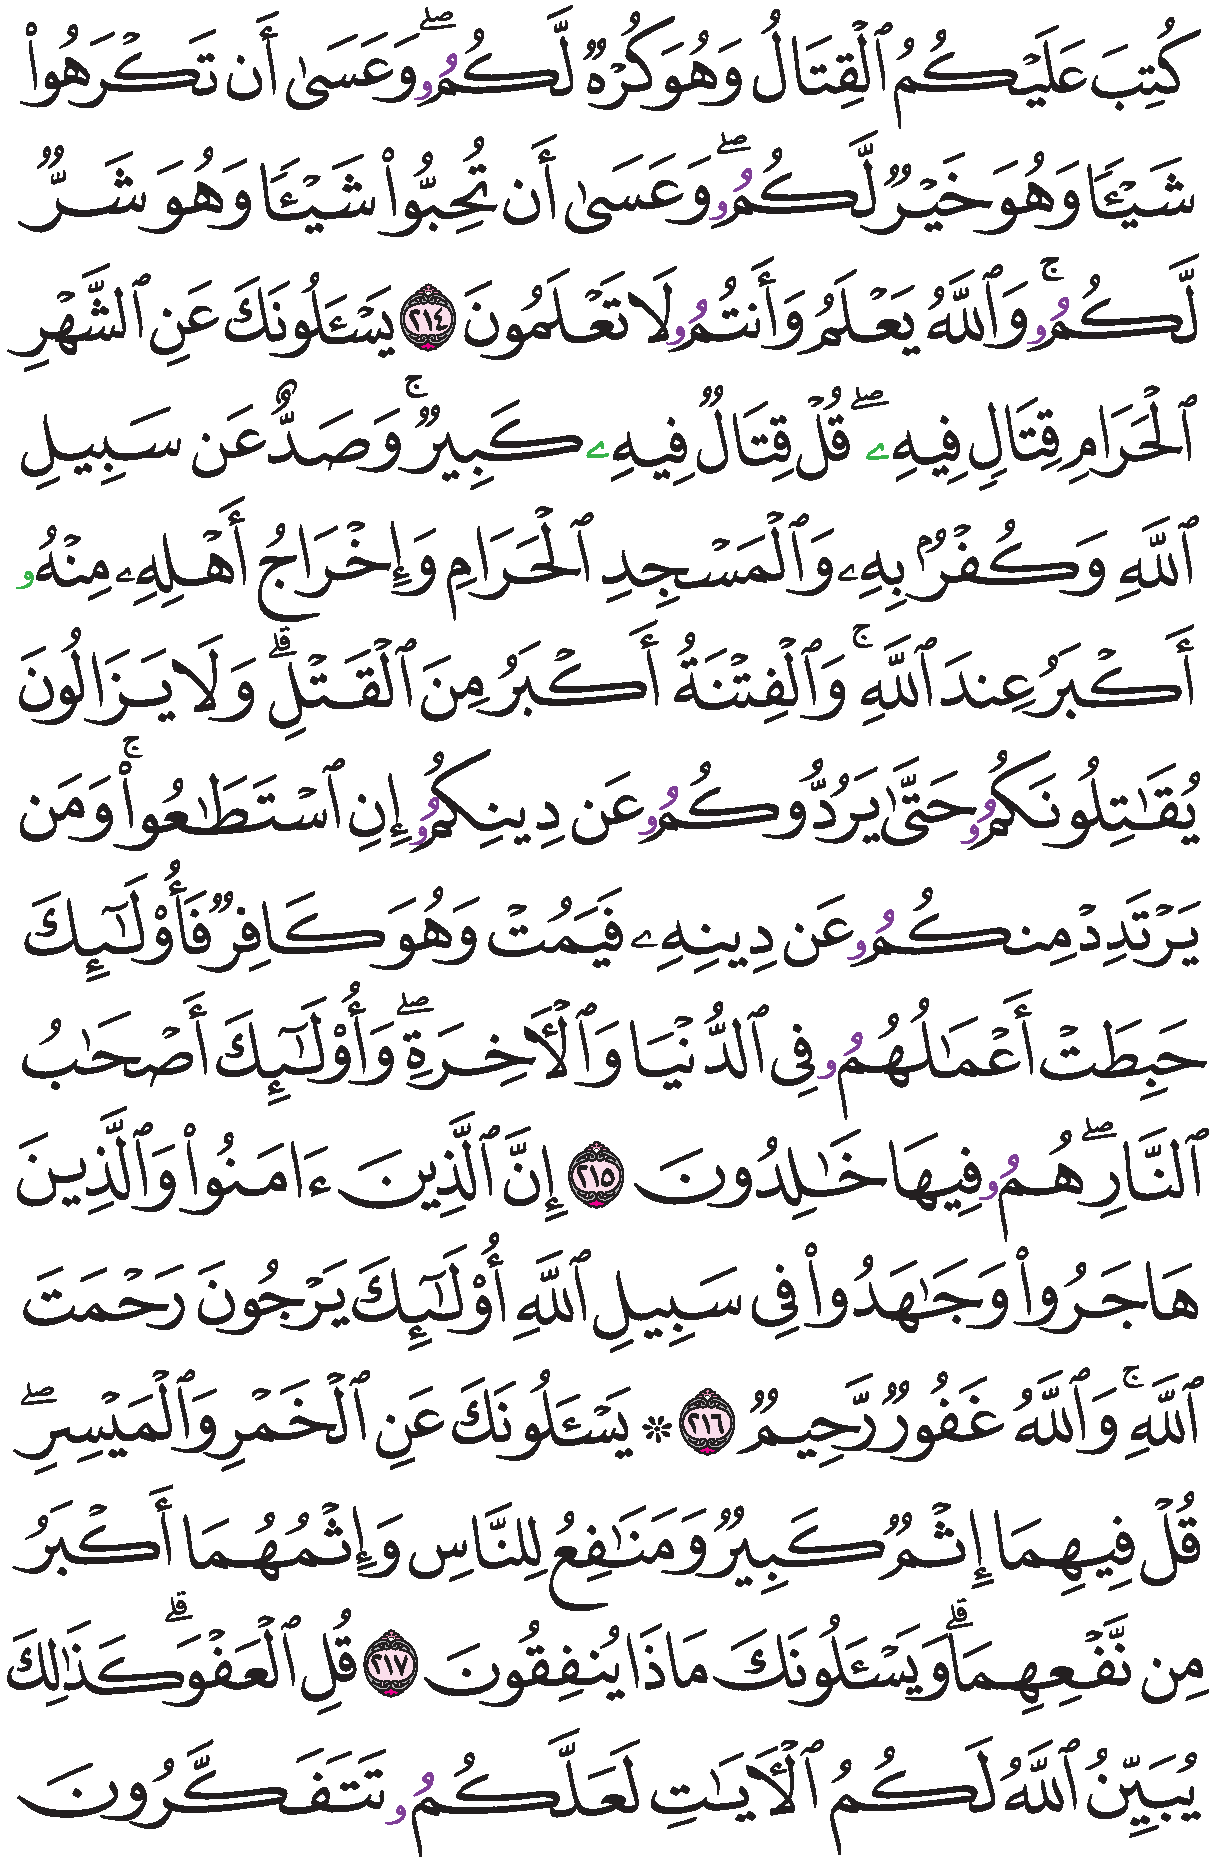 كُتِبَ عَلَيْكُمُ ٱلْقِتَالُ وَهُوَ كُرْهٌ لَّكُمُۥۖ وَعَسَىٰ أَن تَكْرَهُوا۟
شَيْـًٔا وَهُوَ خَيْرٌ لَّكُمُۥۖ وَعَسَىٰ أَن تُحِبُّوا۟ شَيْـًٔا وَهُوَ شَرٌّ
لَّكُمُۥۚ وَٱللَّهُ يَعْلَمُ وَأَنتُمُۥ لَا تَعْلَمُونَ ٢١٤ يَسْـَٔلُونَكَ عَنِ ٱلشَّهْرِ
ٱلْحَرَامِ قِتَالٍ فِيهِۦۖ قُلْ قِتَالٌ فِيهِۦ كَبِيرٌۚ وَصَدٌّ عَن سَبِيلِ
ٱللَّهِ وَكُفْرٌۢ بِهِۦ وَٱلْمَسْجِدِ ٱلْحَرَامِ وَإِخْرَاجُ أَهْلِهِۦ مِنْهُۥ
أَكْبَرُ عِندَ ٱللَّهِۚ وَٱلْفِتْنَةُ أَكْبَرُ مِنَ ٱلْقَتْلِۗ وَلَا يَزَالُونَ
يُقَٰتِلُونَكُمُۥ حَتَّىٰ يَرُدُّوكُمُۥ عَن دِينِكُمُۥ إِنِ ٱسْتَطَٰعُوا۟ۚ وَمَن
يَرْتَدِدْ مِنكُمُۥ عَن دِينِهِۦ فَيَمُتْ وَهُوَ كَافِرٌ فَأُو۟لَٰٓئِكَ
حَبِطَتْ أَعْمَٰلُهُمُۥ فِى ٱلدُّنْيَا وَٱلْأَخِرَةِۖ وَأُو۟لَٰٓئِكَ أَصْحَٰبُ
ٱلنَّارِۖ هُمُۥ فِيهَا خَٰلِدُونَ ٢١٥ إِنَّ ٱلَّذِينَ ءَامَنُوا۟ وَٱلَّذِينَ
هَاجَرُوا۟ وَجَٰهَدُوا۟ فِى سَبِيلِ ٱللَّهِ أُو۟لَٰٓئِكَ يَرْجُونَ رَحْمَتَ
ٱللَّهِۚ وَٱللَّهُ غَفُورٌ رَّحِيمٌ ٢١٦ ۞ يَسْـَٔلُونَكَ عَنِ ٱلْخَمْرِ وَٱلْمَيْسِرِۖ
قُلْ فِيهِمَا إِثْمٌ كَبِيرٌ وَمَنَٰفِعُ لِلنَّاسِ وَإِثْمُهُمَا أَكْبَرُ
مِن نَّفْعِهِمَاۗ وَيَسْـَٔلُونَكَ مَاذَا يُنفِقُونَ ٢١٧ قُلِ ٱلْعَفْوَۗ كَذَٰلِكَ
يُبَيِّنُ ٱللَّهُ لَكُمُ ٱلْأَيَٰتِ لَعَلَّكُمُۥ تَتَفَكَّرُونَ